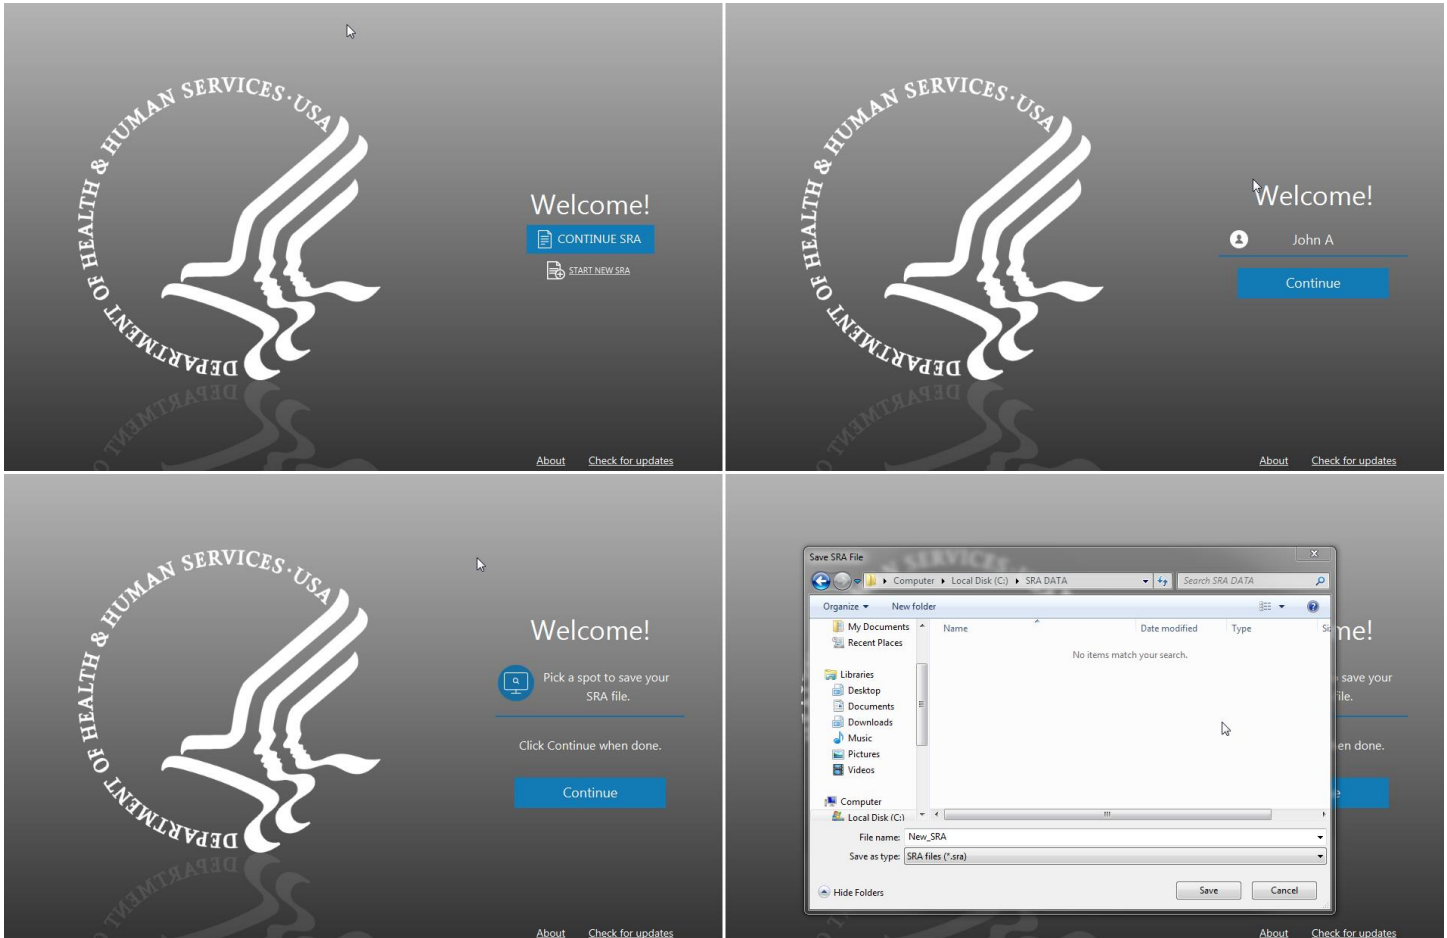 DEPARTMENT OF HEALTH & HUMAN SERVICES·USA
Welcome!
CONTINUE SRA
START NEW SRA
DEPARTMENT
About Check for updates
DEPARTMENT OF HEALTH & HUMAN SERVICES·USA
Welcome!
John A
Continue
DEPARTMENT
About Check for updates
DEPARTMENT OF HEALTH & HUMAN SERVICES·USA
Welcome!
Pick a spot to save your
SRA file.
Click Continue when done.
Continue
DEPARTMENT
About Check for updates
Save SRA File
SERVICES
Computer Local Disk (C:) SRA DATA
Search SRA DATA
Organize New folder
My Documents
Recent Places
Name Date modified Type Si
No items match your search.
Libraries
Desktop
Documents
Downloads
Music
Pictures
Videos
Computer
Local Disk (C:)
File name: New_SRA
Save as type: SRA files (*.sra)
Hide Folders
Save Cancel
me!
save your
file.
en done.
e
About Check for updates